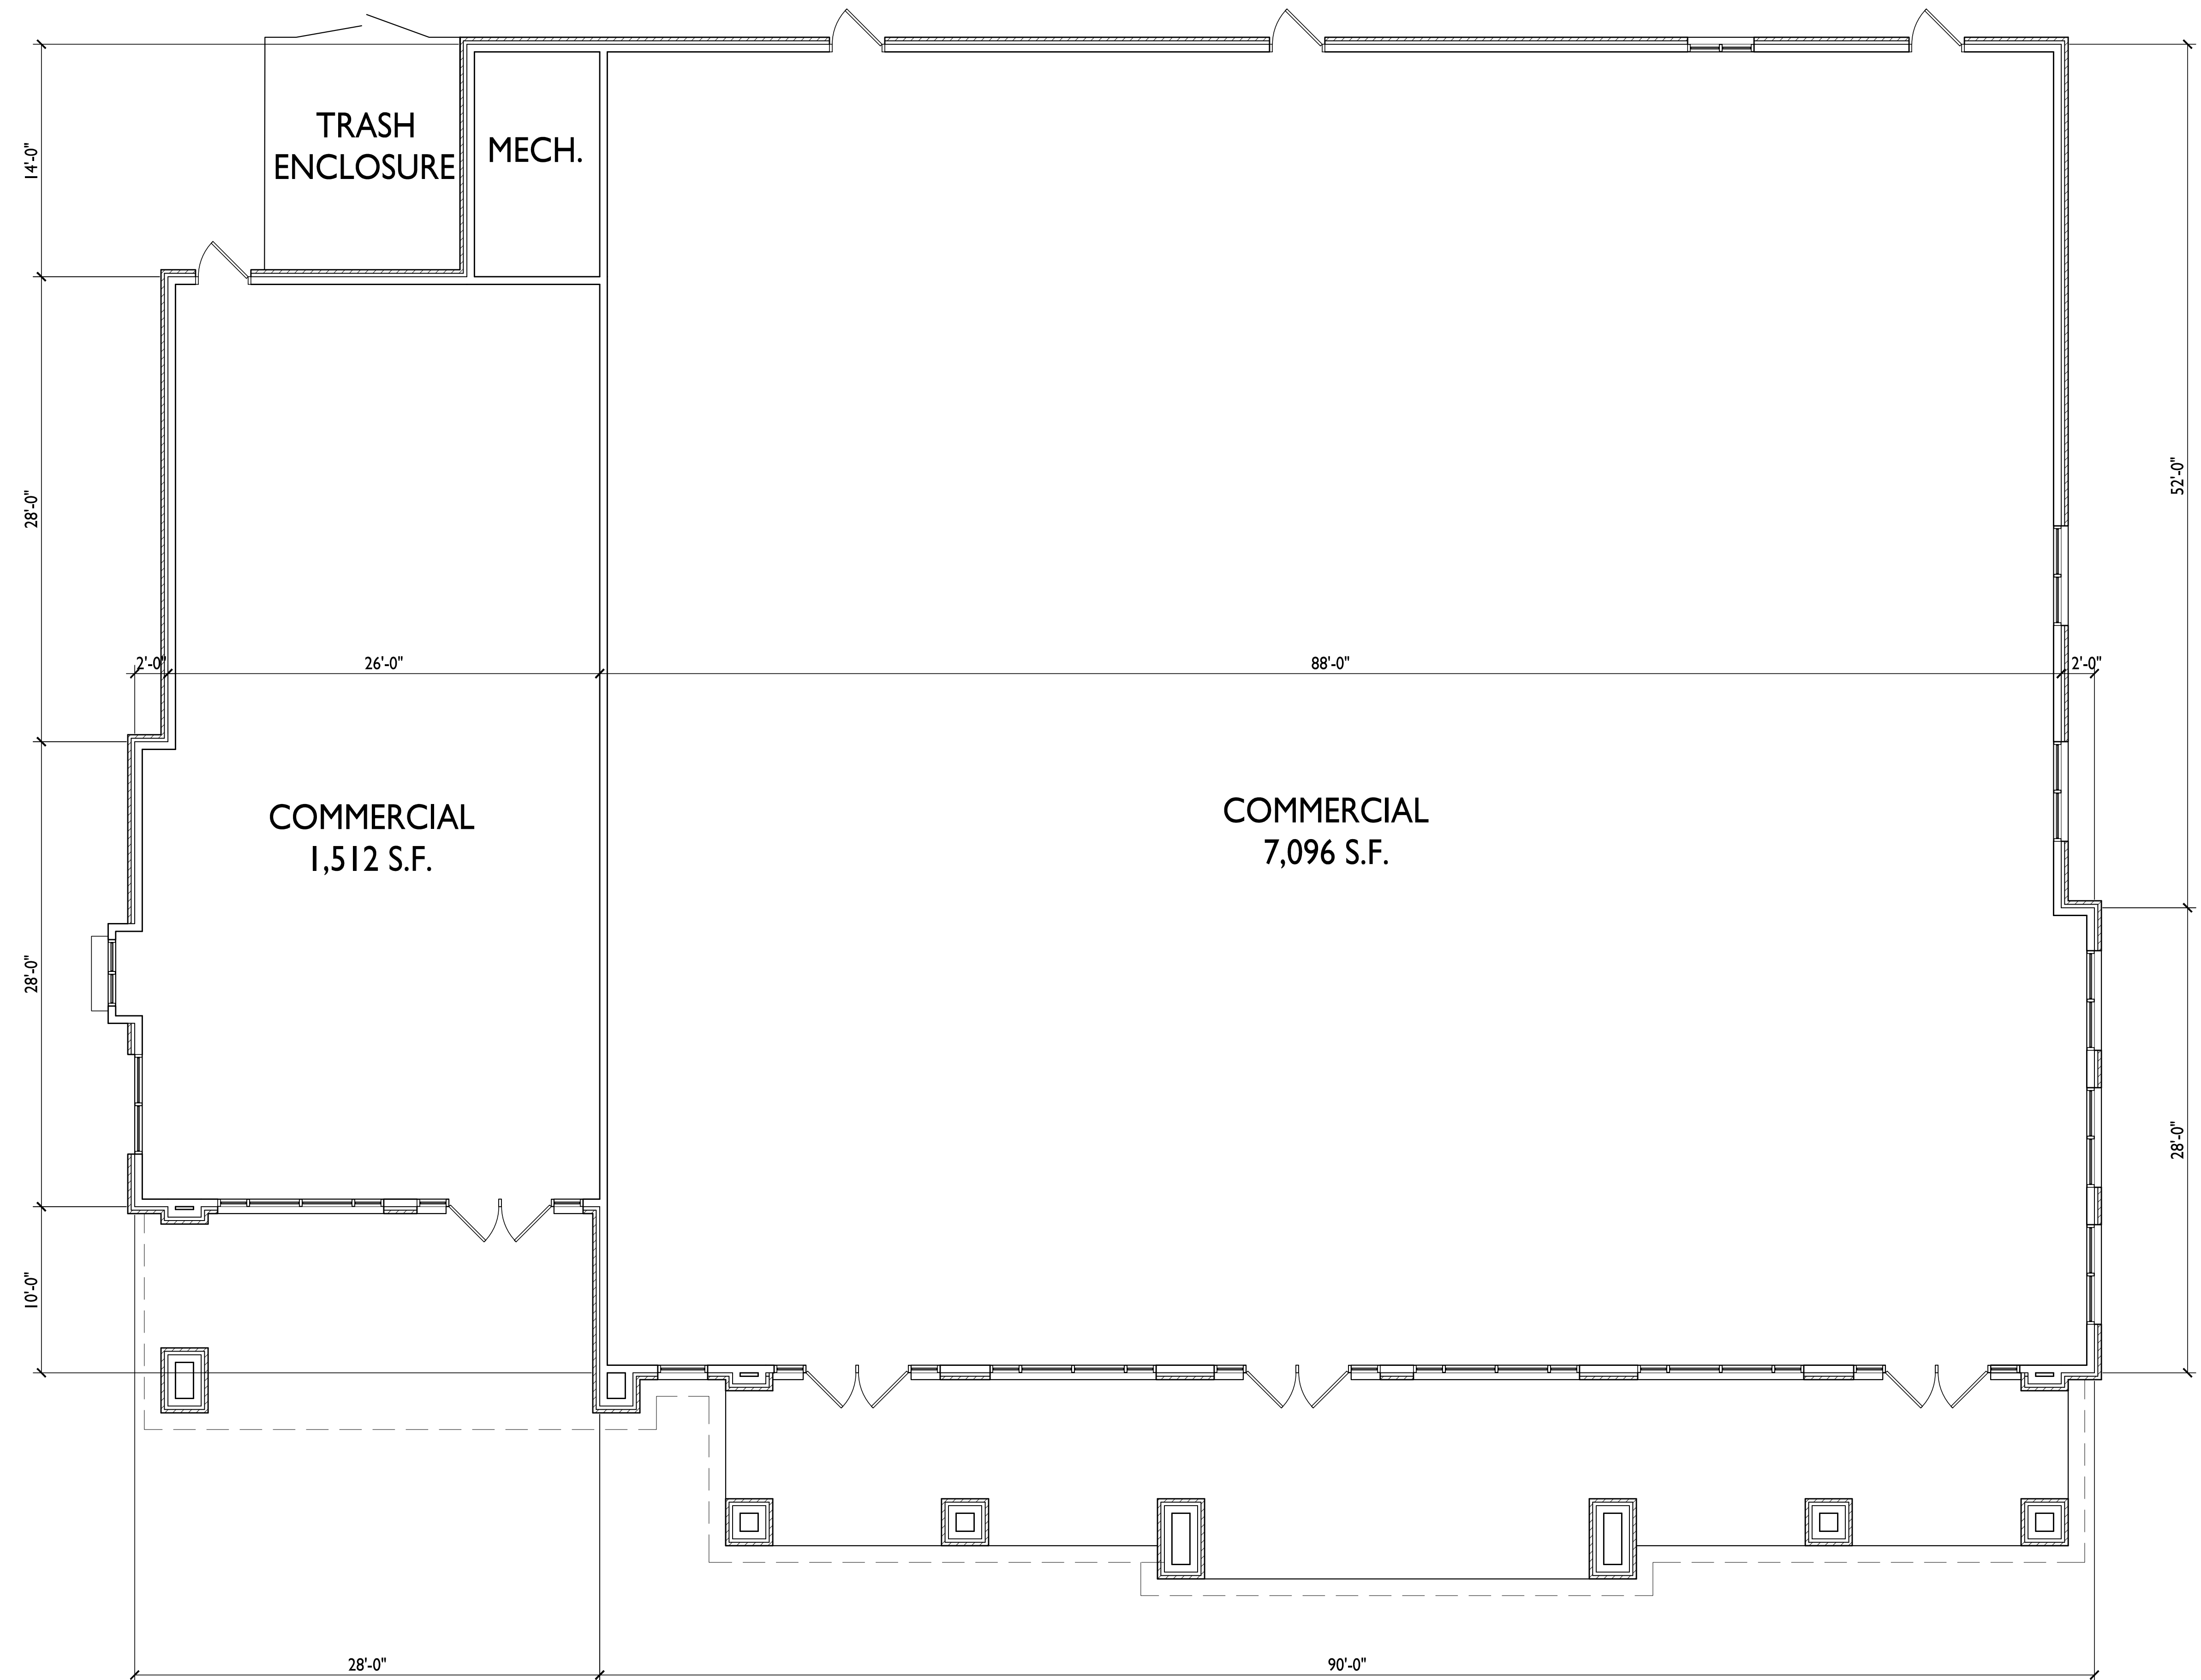 TRASH
ENCLOSURE
MECH.
14'-0"
28'-0"
52'-0"
2'-0"
26'-0"
88'-0"
2'-0"
COMMERCIAL
1,512 S.F.
COMMERCIAL
7,096 S.F.
28'-0"
28'-0"
10'-0"
28'-0"
90'-0"